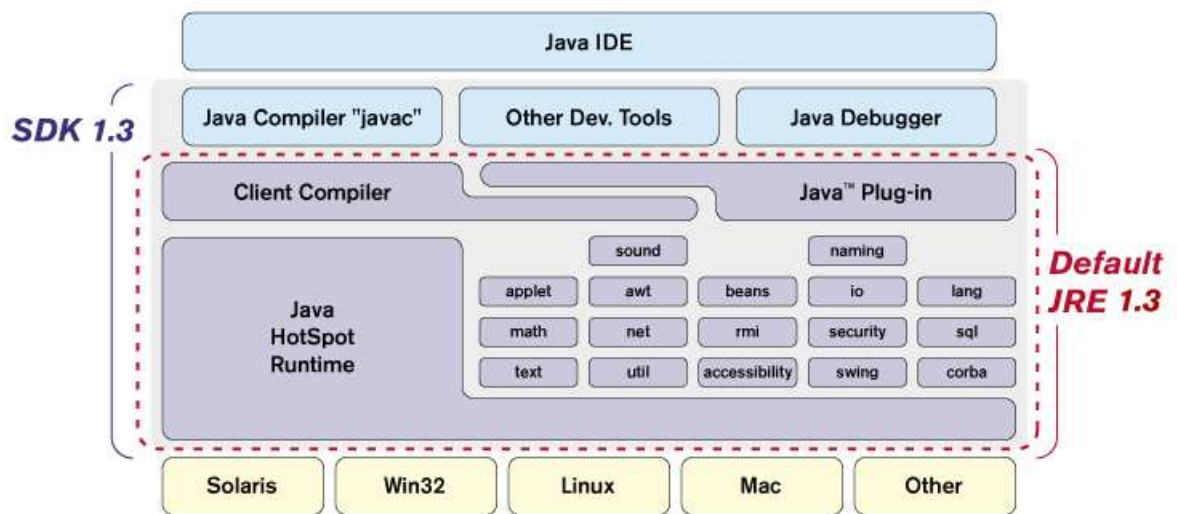 Java IDE
SDK 1.3
Java Compiler "javac"
Other Dev. Tools
Java Debugger
Client Compiler
Java™ Plug-in
Java
HotSpot
Runtime
sound
naming
applet
awt
beans
io
lang
math
net
rmi
security
sql
text
util
accessibility
swing
corba
Default
JRE 1.3
Solaris
Win32
Linux
Mac
Other